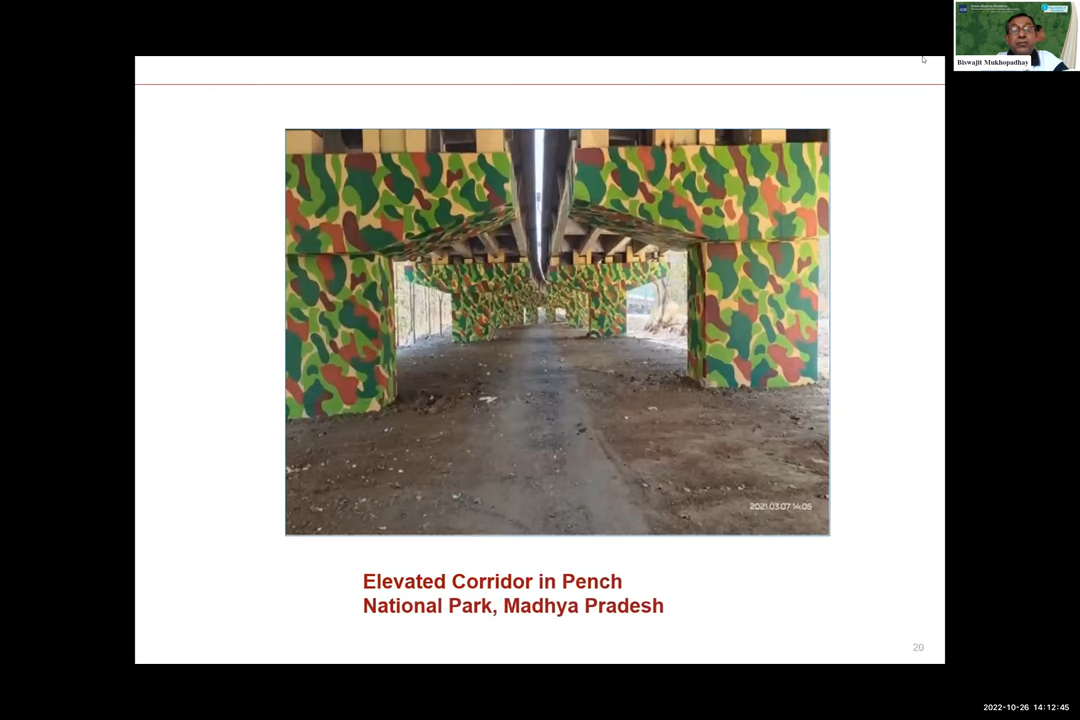 Biswajit Mukhopadhay
2021.03.07 14:05
Elevated Corridor in Pench
National Park, Madhya Pradesh
20
2022-10-26 14:12:45